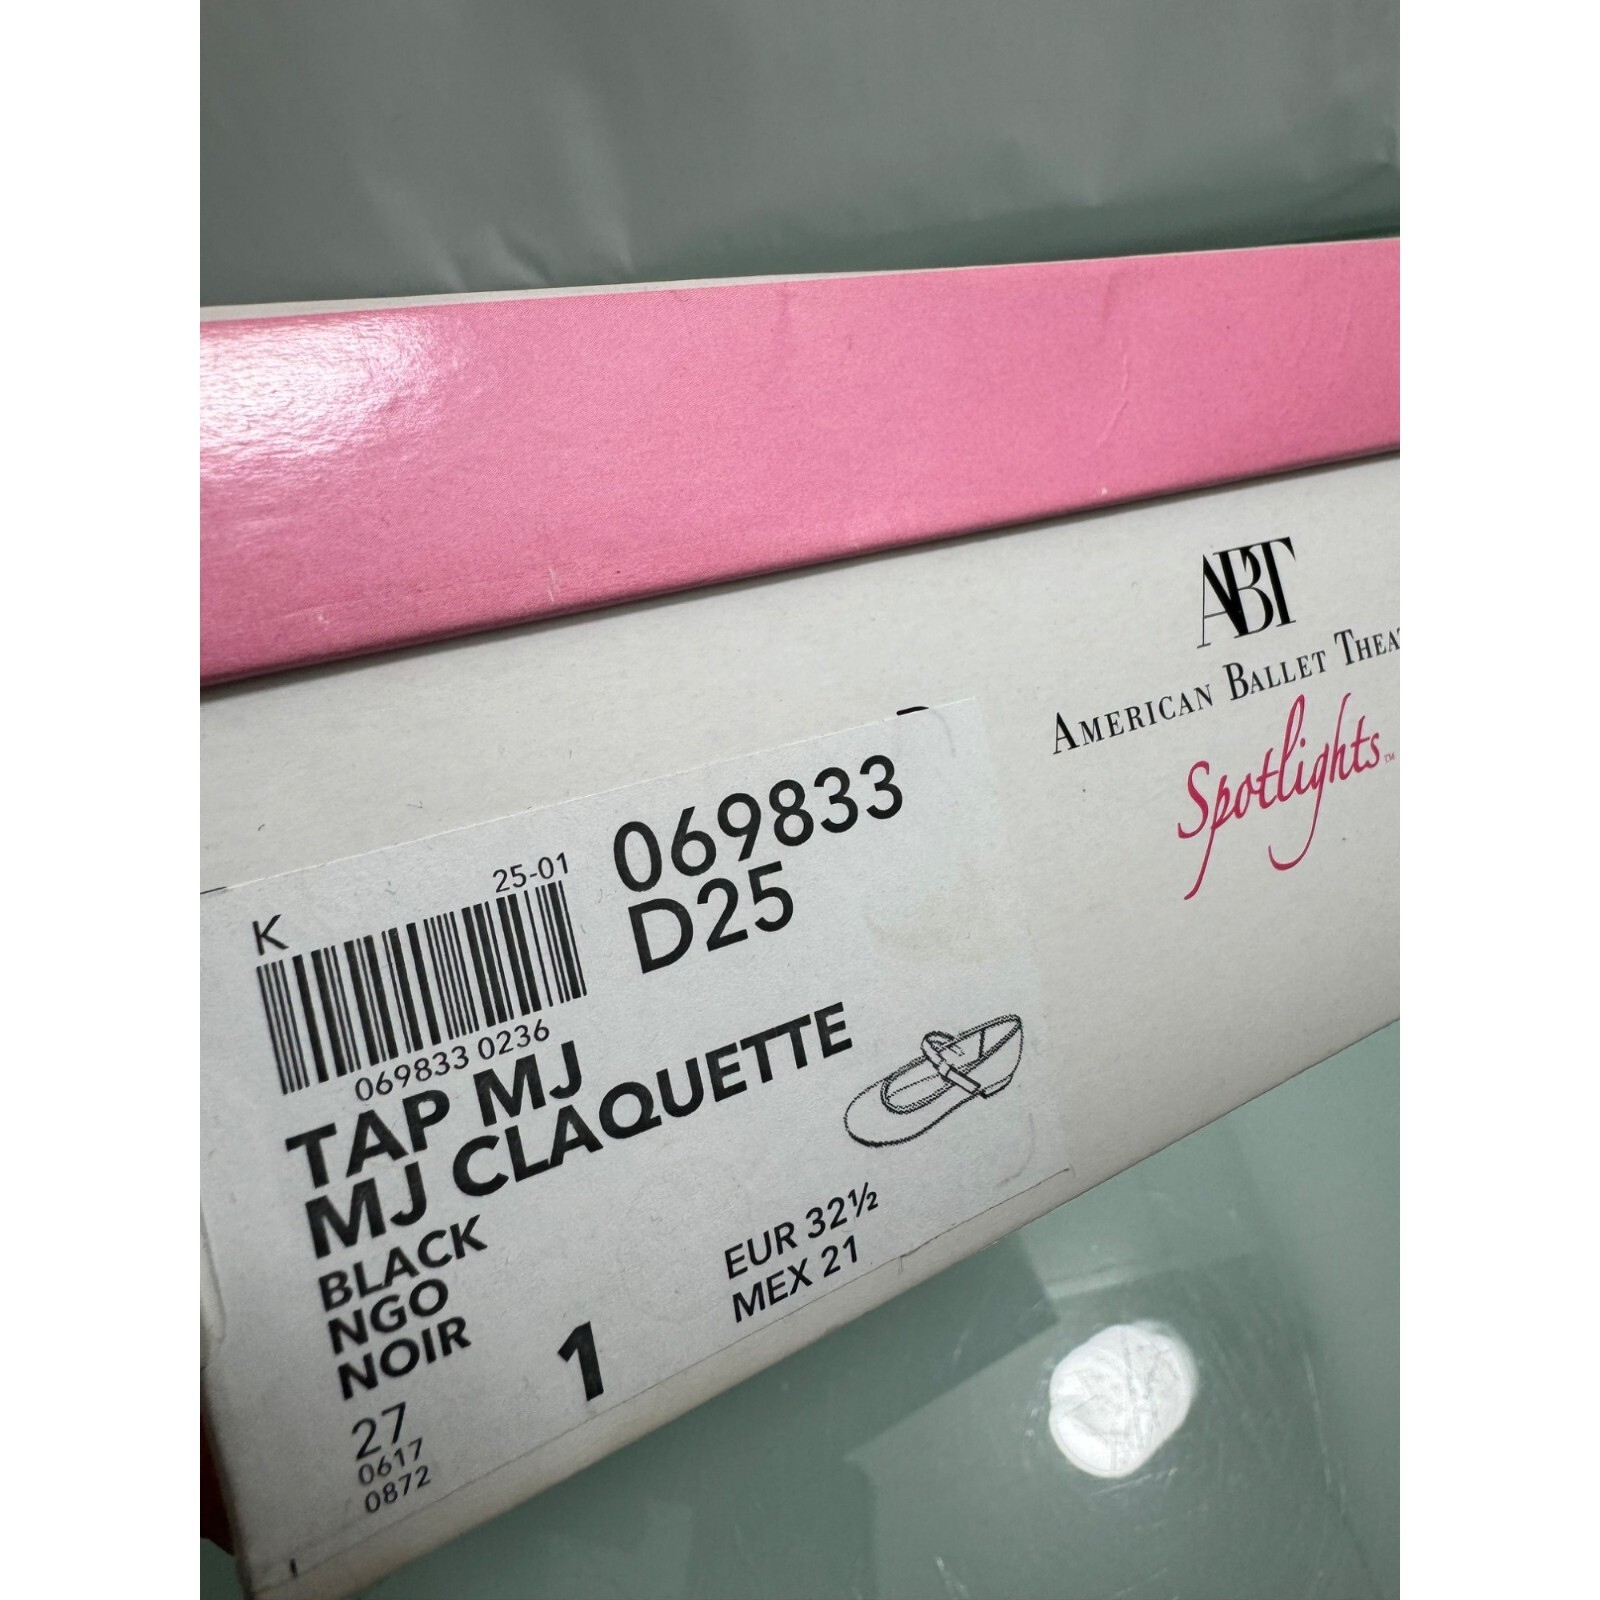 ABT
AMERICAN BALLET THEA
Spotlights™
K
25-01
069833
D25
069833 0236
TAP MJ
MJ CLAQUETTE
BLACK
NGO
NOIR
EUR 32½
MEX 21
1
27
0617
0872